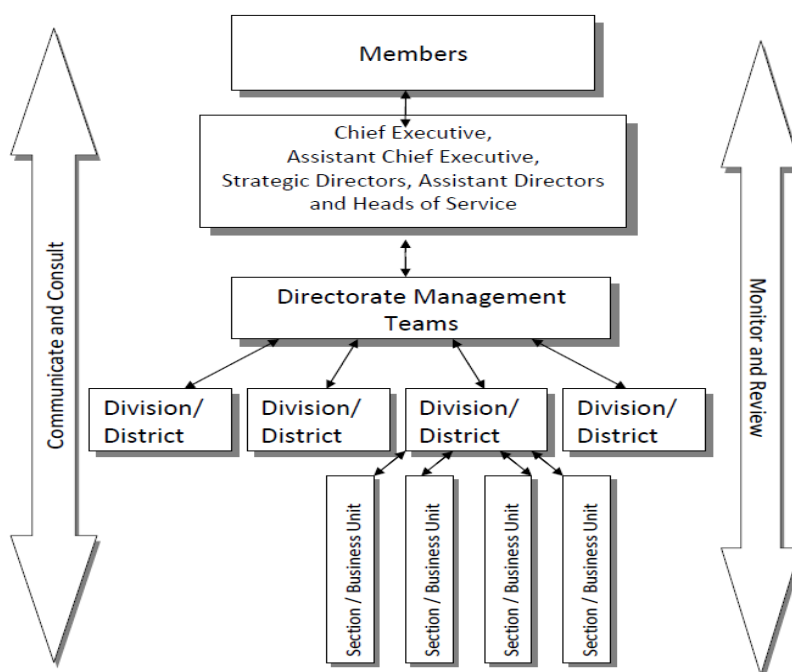 Members
Chief Executive,
Assistant Chief Executive,
Strategic Directors, Assistant Directors
and Heads of Service
Directorate Management
Teams
Division/
District
Division/
District
Division/
District
Division/
District
Section / Business Unit
Section / Business Unit
Section / Business Unit
Section / Business Unit
Communicate and Consult
Monitor and Review